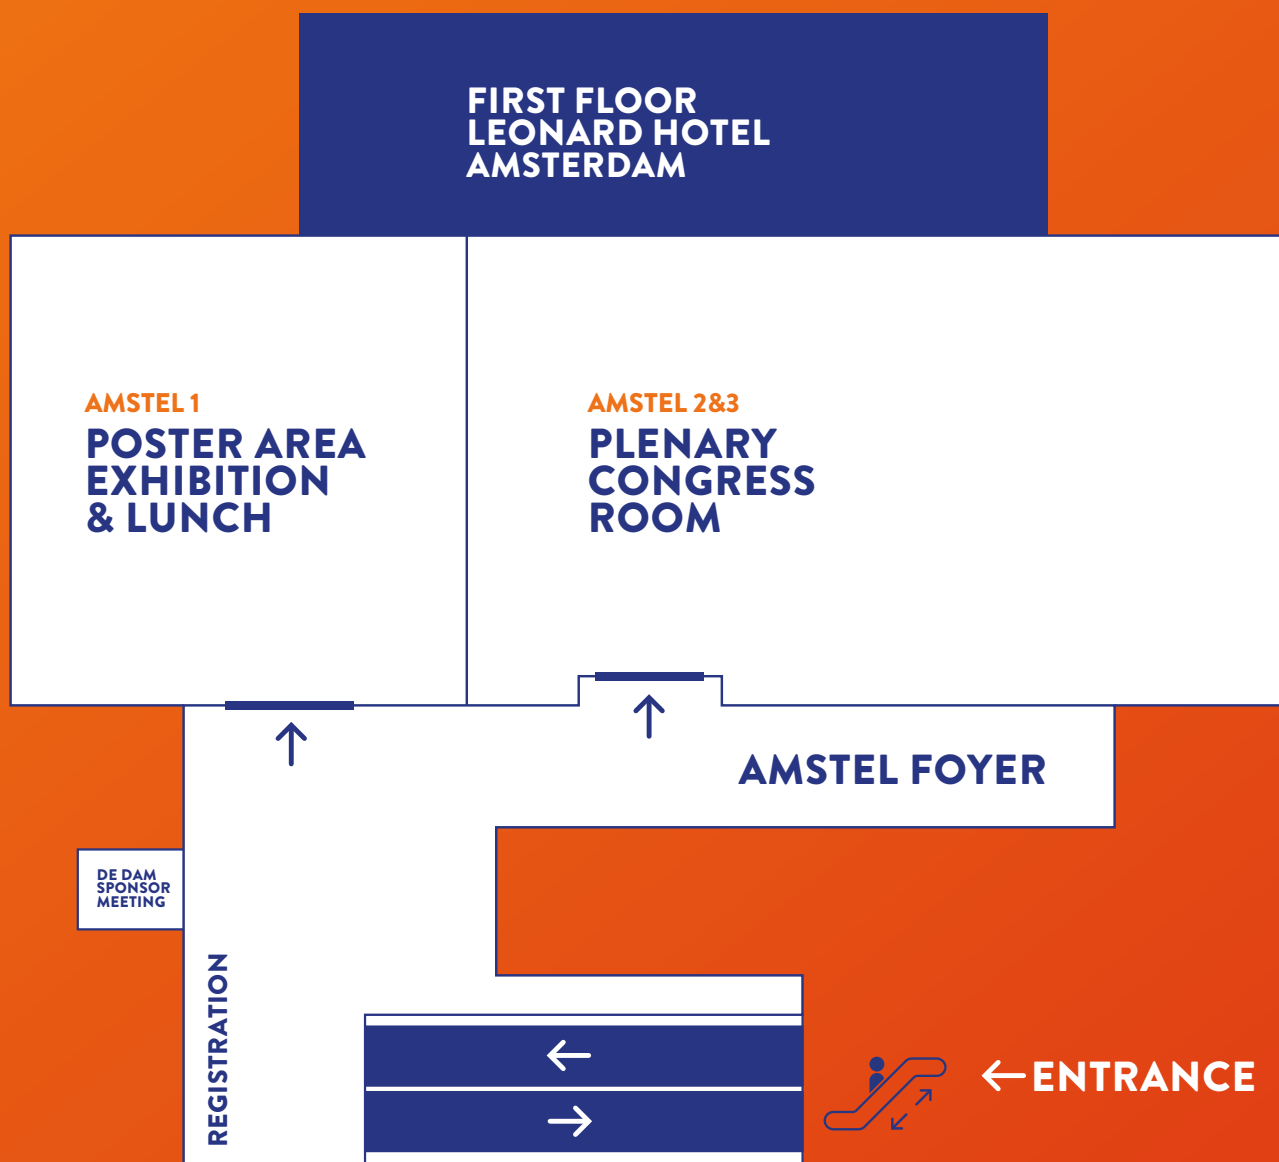 FIRST FLOOR
LEONARD HOTEL
AMSTERDAM
AMSTEL 1
POSTER AREA
EXHIBITION
& LUNCH
AMSTEL 2&3
PLENARY
CONGRESS
ROOM
AMSTEL FOYER
DE DAM
SPONSOR
MEETING
REGISTRATION
ENTRANCE